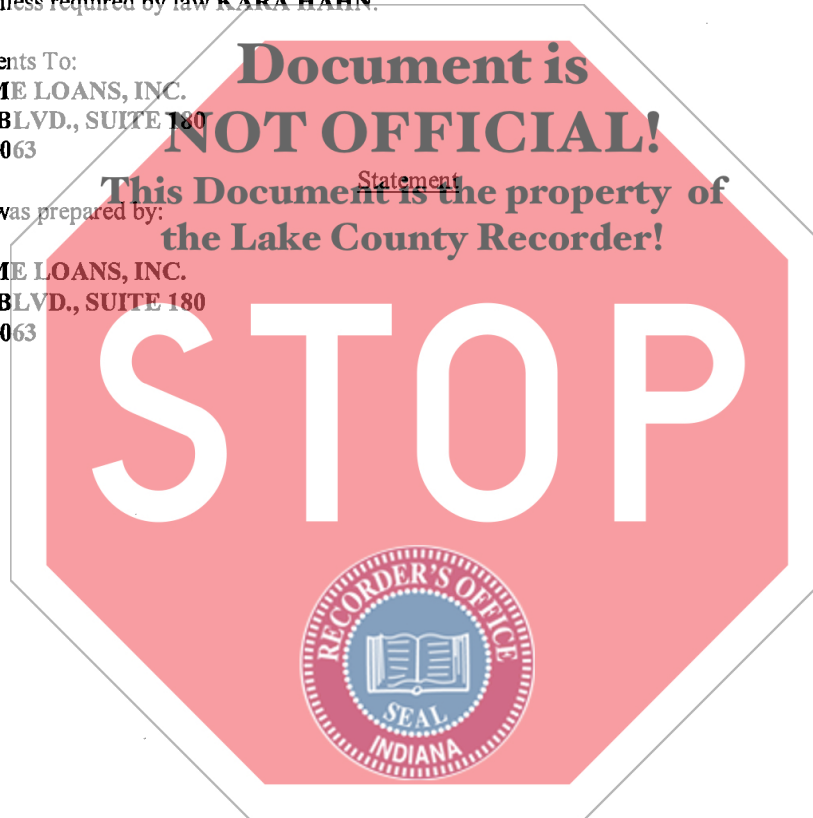 less required by law KARA HAHN.
Document is
ents To:
ME LOANS, INC.
NOT OFFICIAL!
BLVD., SUITE 180
063
Statement
This Document is the property of
was prepared by:
the Lake County Recorder!
ME LOANS, INC.
BLVD., SUITE 180
063
STOP
RECORDER'S OFFICE
SEAL
INDIANA